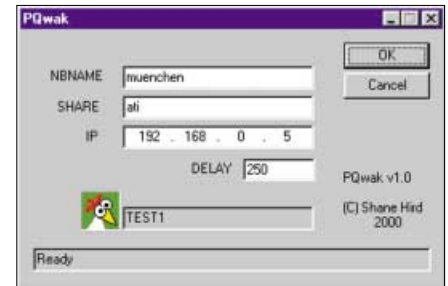 PQwak
NBNAME muenchen
SHARE ati
IP 192 . 168 . 0 . 5
DELAY 250
TEST1
OK
Cancel
PQwak v1.0
(C) Shane Hird
2000
Ready